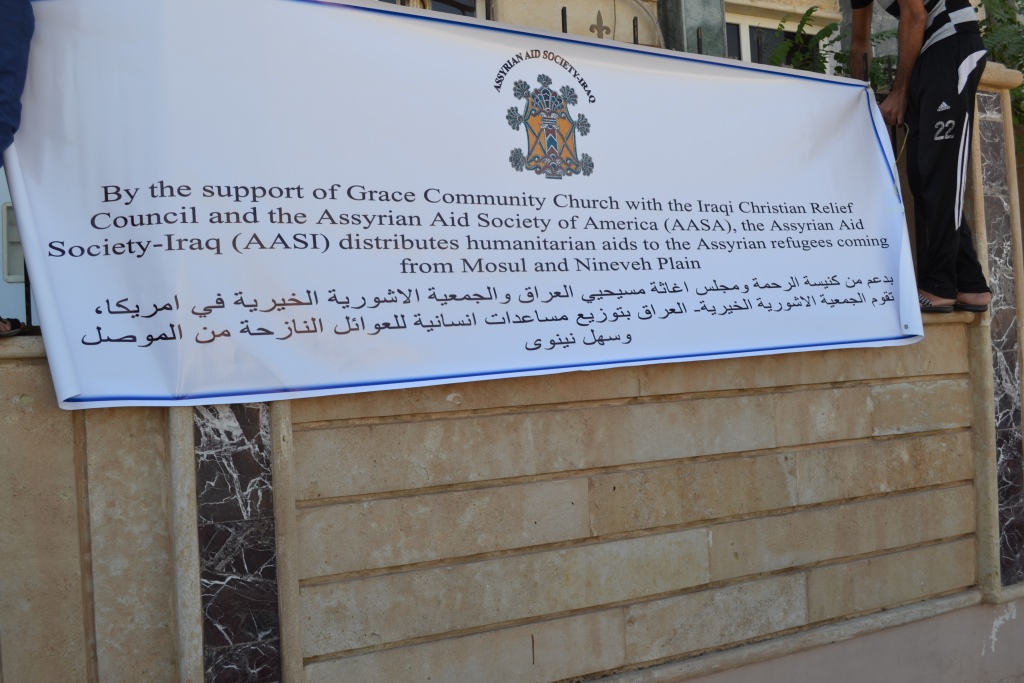 ASSYRIAN AID SOCIETY-IRAQ
By the support of Grace Community Church with the Iraqi Christian Relief
Council and the Assyrian Aid Society of America (AASA), the Assyrian Aid
Society-Iraq (AASI) distributes humanitarian aids to the Assyrian refugees coming
from Mosul and Nineveh Plain
بدعم من كنيسة الرحمة ومجلس اغاثة مسيحيي العراق والجمعية الاشورية الخيرية في امريكا،
تقوم الجمعية الاشورية الخيرية- العراق بتوزيع مساعدات انسانية للعوائل النازحة من الموصل
وسهل نينوى
22